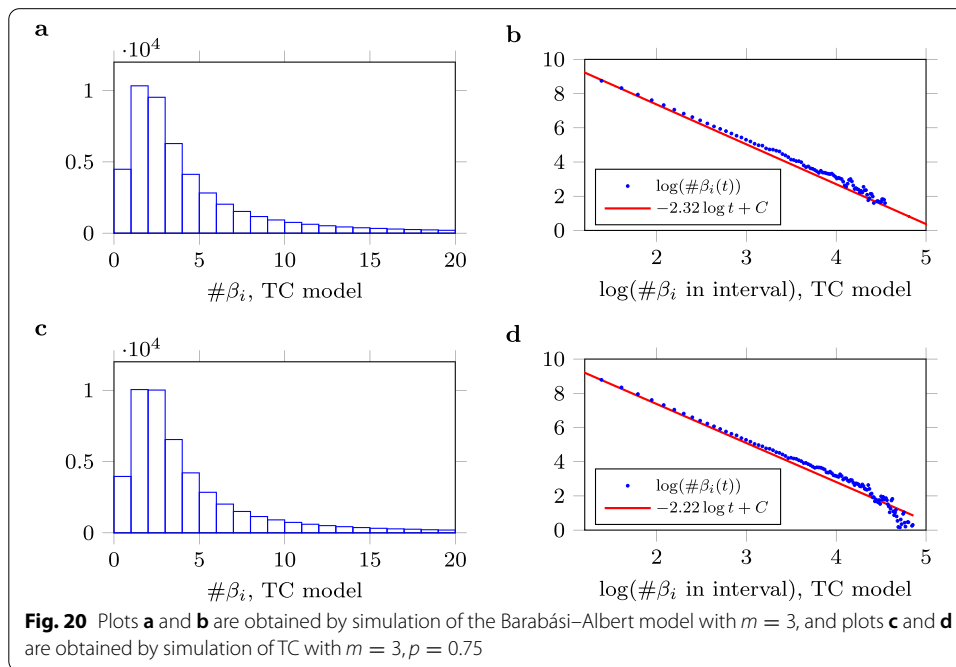 a
·10^4
1
0.5
0
0 5 10 15 20
#β_i, TC model
b
10
8
6
4
2
0
log(#β_i(t))
−2.32 log t + C
2 3 4 5
log(#β_i in interval), TC model
c
·10^4
1
0.5
0
0 5 10 15 20
#β_i, TC model
d
10
8
6
4
2
0
log(#β_i(t))
−2.22 log t + C
2 3 4 5
log(#β_i in interval), TC model
Fig. 20 Plots a and b are obtained by simulation of the Barabási–Albert model with m = 3, and plots c and d
are obtained by simulation of TC with m = 3, p = 0.75